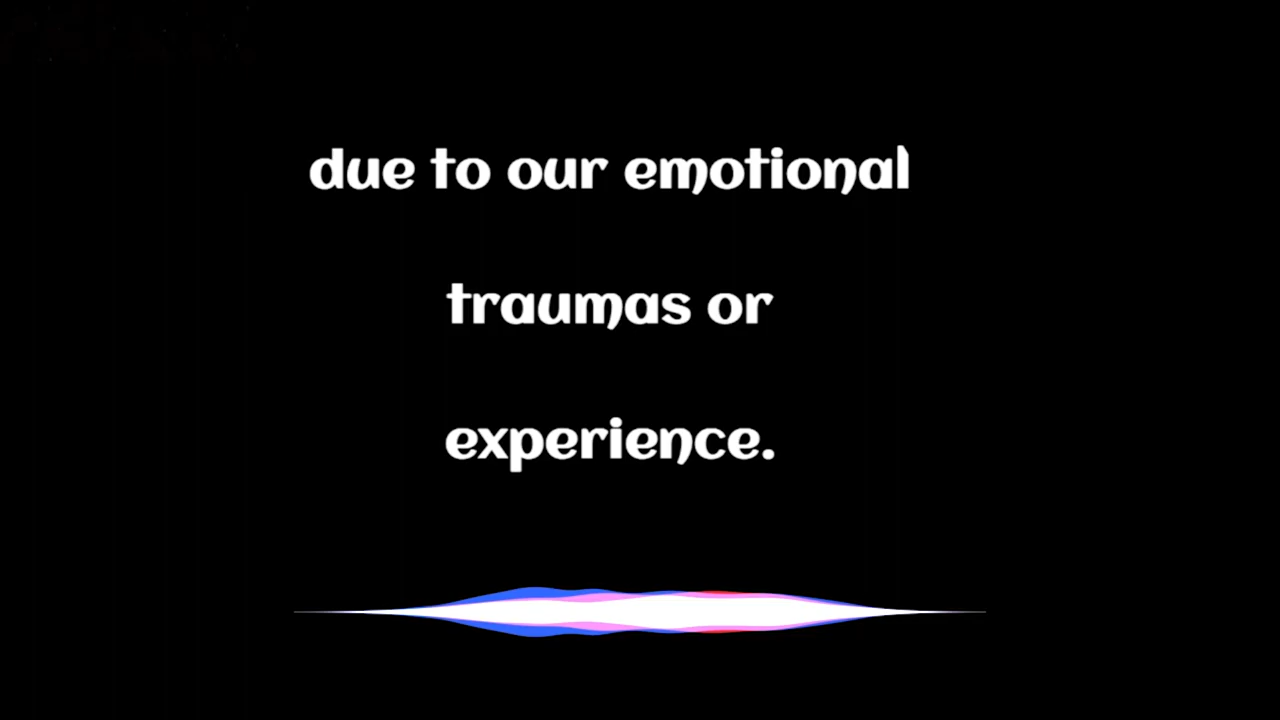 due to our emotional
traumas or
experience.